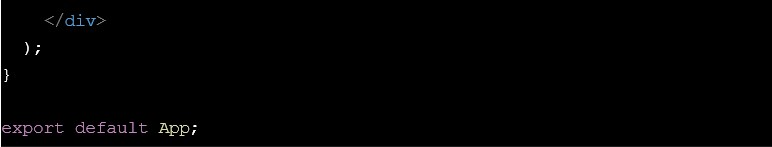 </div>
  );
}

export default App;